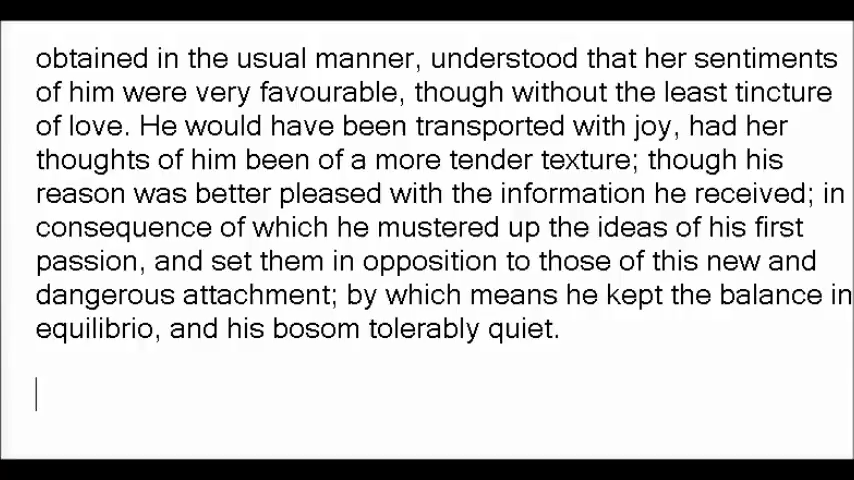 obtained in the usual manner, understood that her sentiments
of him were very favourable, though without the least tincture
of love. He would have been transported with joy, had her
thoughts of him been of a more tender texture; though his
reason was better pleased with the information he received; in
consequence of which he mustered up the ideas of his first
passion, and set them in opposition to those of this new and
dangerous attachment; by which means he kept the balance in
equilibrio, and his bosom tolerably quiet.